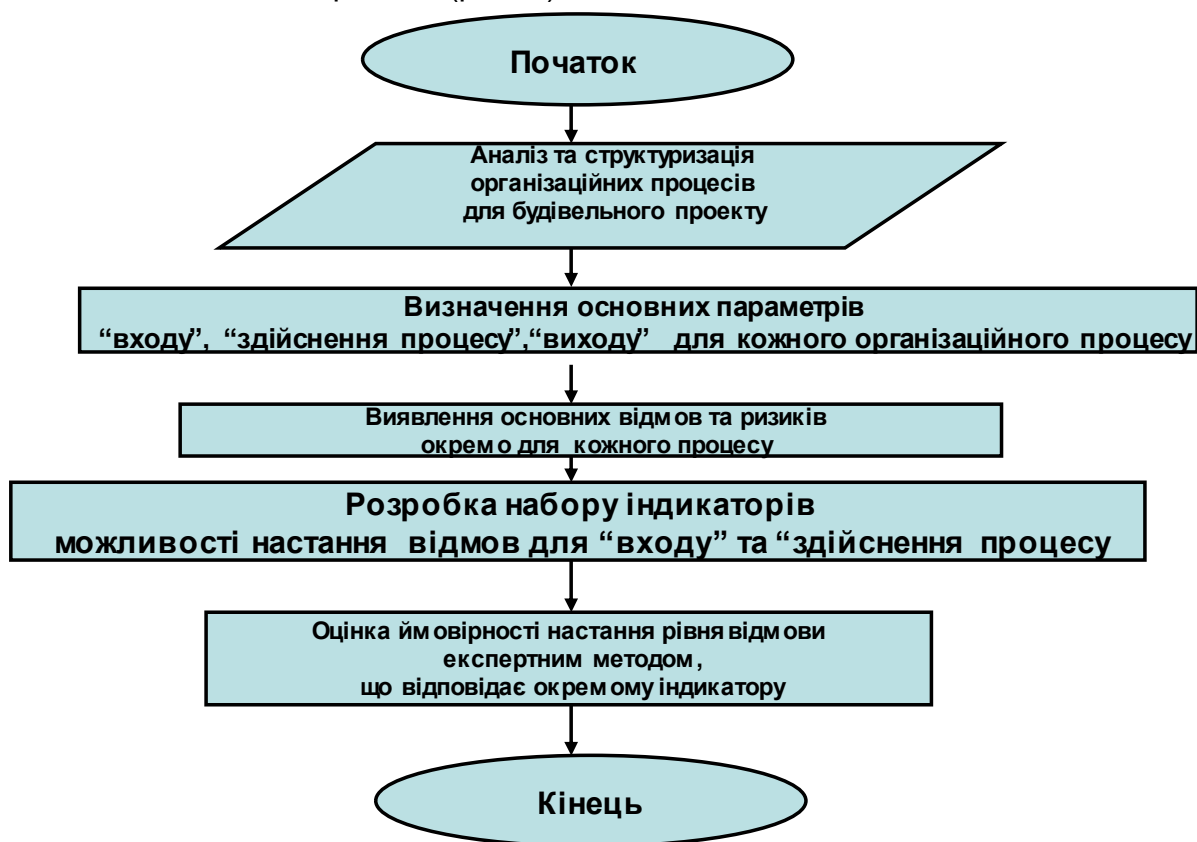 Початок
Аналіз та структуризація
організаційних процесів
для будівельного проекту
Визначення основних параметрів
“входу”, “здійснення процесу”,“виходу” для кожного організаційного процесу
Виявлення основних відмов та ризиків
окремо для кожного процесу
Розробка набору індикаторів
можливості настання відмов для “входу” та “здійснення процесу
Оцінка ймовірності настання рівня відмови
експертним методом,
що відповідає окремому індикатору
Кінець